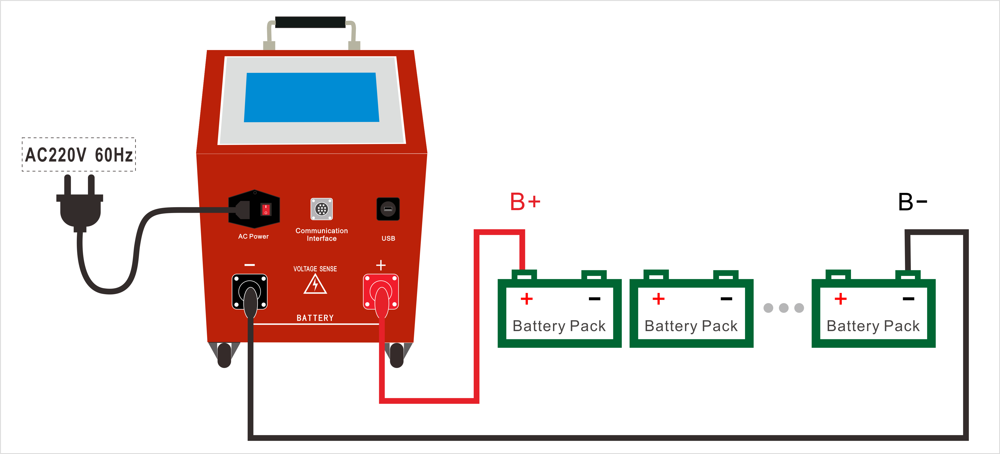 AC220V 60Hz
AC Power
Communication
Interface
USB
−
VOLTAGE SENSE
+
BATTERY
B+
B−
+ −
Battery Pack
+ −
Battery Pack
+ −
Battery Pack